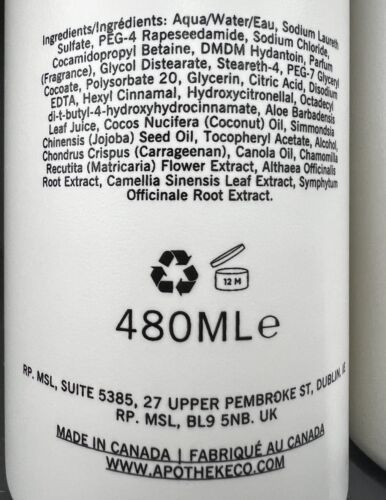 Ingredients/Ingrédients: Aqua/Water/Eau, Sodium Laureth
Sulfate, PEG-4 Rapeseedamide, Sodium Chloride,
Cocamidopropyl Betaine, DMDM Hydantoin, Parfum
(Fragrance), Glycol Distearate, Steareth-4, PEG-7 Glyceryl
Cocoate, Polysorbate 20, Glycerin, Citric Acid, Disodium
EDTA, Hexyl Cinnamal, Hydroxycitronellal, Octadecyl
di-t-butyl-4-hydroxyhydrocinnamate, Aloe Barbadensis
Leaf Juice, Cocos Nucifera (Coconut) Oil, Simmondsia
Chinensis (Jojoba) Seed Oil, Tocopheryl Acetate, Alcohol,
Chondrus Crispus (Carrageenan), Canola Oil, Chamomilla
Recutita (Matricaria) Flower Extract, Althaea Officinalis
Root Extract, Camellia Sinensis Leaf Extract, Symphytum
Officinale Root Extract.
12 M
480MLe
RP. MSL, SUITE 5385, 27 UPPER PEMBROKE ST, DUBLIN, IE
RP. MSL, BL9 5NB. UK
MADE IN CANADA | FABRIQUÉ AU CANADA
WWW.APOTHEKECO.COM